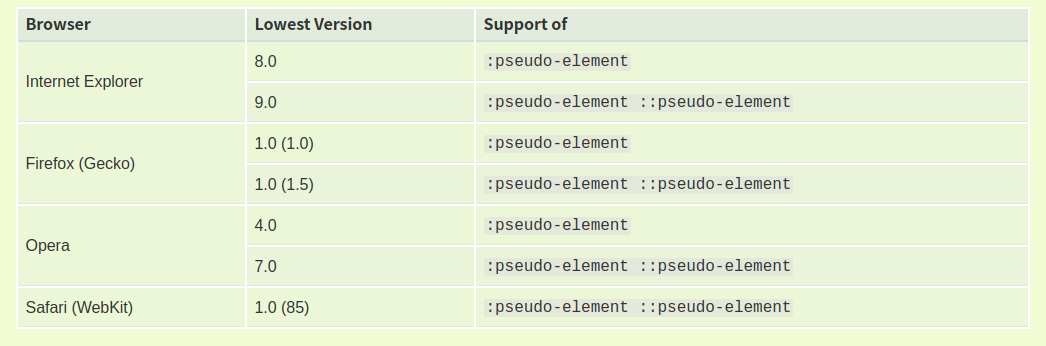 Browser Lowest Version Support of
Internet Explorer
8.0 :pseudo-element
9.0 :pseudo-element ::pseudo-element
Firefox (Gecko)
1.0 (1.0) :pseudo-element
1.0 (1.5) :pseudo-element ::pseudo-element
Opera
4.0 :pseudo-element
7.0 :pseudo-element ::pseudo-element
Safari (WebKit) 1.0 (85) :pseudo-element ::pseudo-element